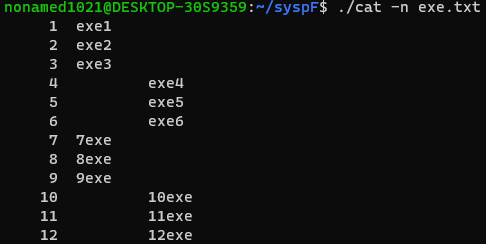 nonamed1021@DESKTOP-30S9359:~/syspF$ ./cat -n exe.txt
1 exe1
2 exe2
3 exe3
4 exe4
5 exe5
6 exe6
7 7exe
8 8exe
9 9exe
10 10exe
11 11exe
12 12exe